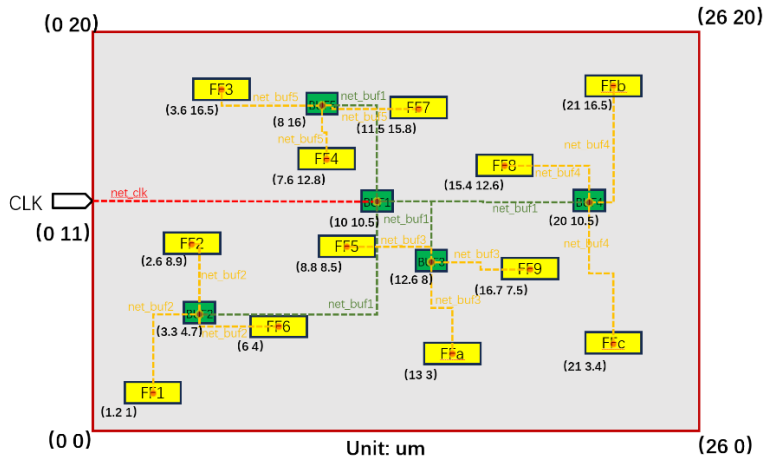 (0 20)
(26 20)
FF3
net_buf1
FFb
net_buf5
BUF5
FF7
(3.6 16.5)
(8 16)
net_buf5
(11.5 15.8)
(21 16.5)
net_buf5
net_buf4
FF4
FF8
net_buf4
(7.6 12.8)
(15.4 12.6)
net_clk
CLK
BUF1
net_buf1
BUF4
(10 10.5)
net_buf1
(20 10.5)
(0 11)
FF2
FF5
net_buf3
net_buf4
(2.6 8.9)
(8.8 8.5)
net_buf3
BUF3
FF9
net_buf2
(12.6 8)
(16.7 7.5)
net_buf2
net_buf1
net_buf3
BUF2
FF6
(3.3 4.7)
net_buf2
(6 4)
FFa
FFc
(13 3)
(21 3.4)
FF1
(1.2 1)
(0 0)
Unit: um
(26 0)